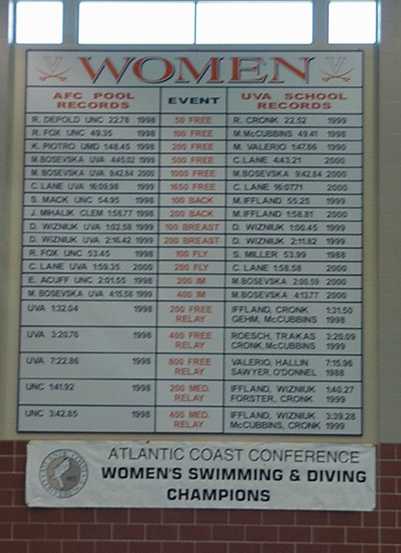 WOMEN
AFC POOL RECORDS EVENT UVA SCHOOL RECORDS
R. DEPOLD UNC 22.78 1998 50 FREE R. CRONK 22.52 1999
R. FOX UNC 49.35 1998 100 FREE M. McCUBBINS 49.41 1998
K. PIOTRO UMD 1:48.45 1998 200 FREE M. VALERIO 1:47.86 1990
M. BOSEVSKA UVA 4:45.02 1999 500 FREE C. LANE 4:43.21 2000
M. BOSEVSKA UVA 9:42.84 2000 1000 FREE M. BOSEVSKA 9:42.84 2000
C. LANE UVA 16:09.98 1999 1650 FREE C. LANE 16:07.71 2000
S. MACK UNC 54.95 1998 100 BACK M. IFFLAND 55.25 1999
J. MIHALIK CLEM 1:58.77 1998 200 BACK M. IFFLAND 1:58.81 2000
D. WIZNIUK UVA 1:02.58 1999 100 BREAST D. WIZNIUK 1:00.45 1999
D. WIZNIUK UVA 2:16.42 1999 200 BREAST D. WIZNIUK 2:11.82 1999
R. FOX UNC 53.45 1998 100 FLY S. MILLER 53.99 1988
C. LANE UVA 1:59.35 2000 200 FLY C. LANE 1:58.58 2000
E. ACUFF UNC 2:01.55 1998 200 IM M. BOSEVSKA 2:00.59 2000
M. BOSEVSKA UVA 4:15.56 1999 400 IM M. BOSEVSKA 4:13.77 2000
UVA 1:32.04 1998 200 FREE RELAY IFFLAND, CRONK 1:31.50
GEHM, McCUBBINS 1998
UVA 3:20.76 1998 400 FREE RELAY ROESCH, TRAKAS 3:20.09
CRONK, McCUBBINS 1999
UVA 7:22.86 1998 800 FREE RELAY VALERIO, HALLIN 7:15.96
SAWYER, O'DONNEL 1988
UNC 1:41.92 1998 200 MED. RELAY IFFLAND, WIZNIUK 1:40.27
FORSTER, CRONK 1999
UNC 3:42.85 1998 400 MED. RELAY IFFLAND, WIZNIUK 3:39.28
McCUBBINS, CRONK 1999
ATLANTIC COAST CONFERENCE
WOMEN'S SWIMMING & DIVING
CHAMPIONS